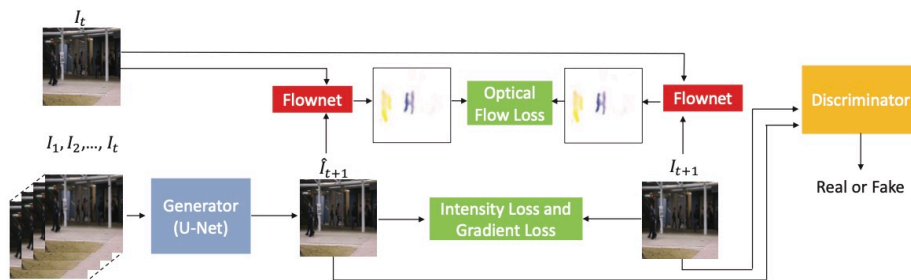 I_t
Flownet
Optical
Flow Loss
Flownet
Discriminator
I_1, I_2,..., I_t
Î_{t+1}
I_{t+1}
Real or Fake
Generator
(U-Net)
Intensity Loss and
Gradient Loss